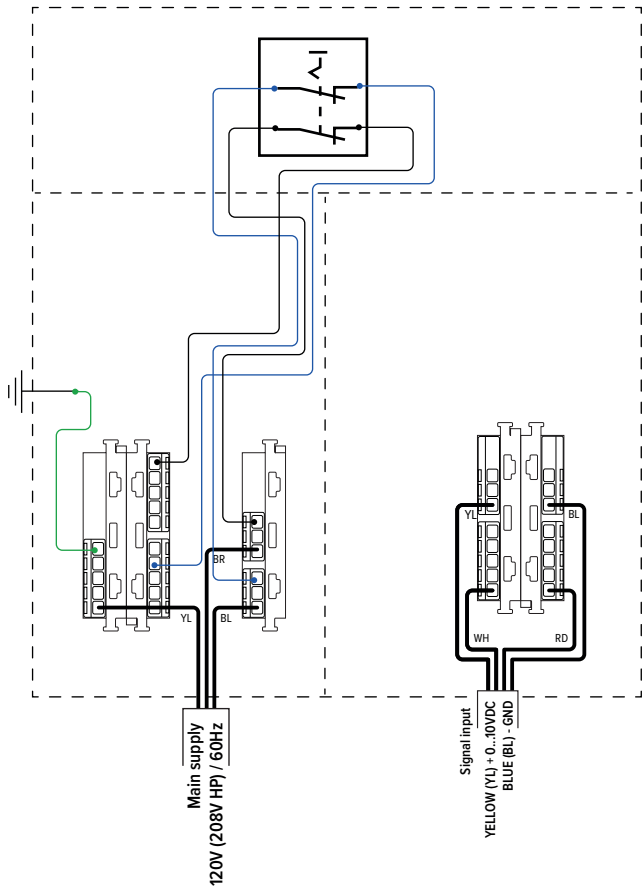 BR
YL
BL
YL
BL
WH
RD
Main supply
120V (208V HP) / 60Hz
Signal input
YELLOW (YL) + 0...10VDC
BLUE (BL) - GND